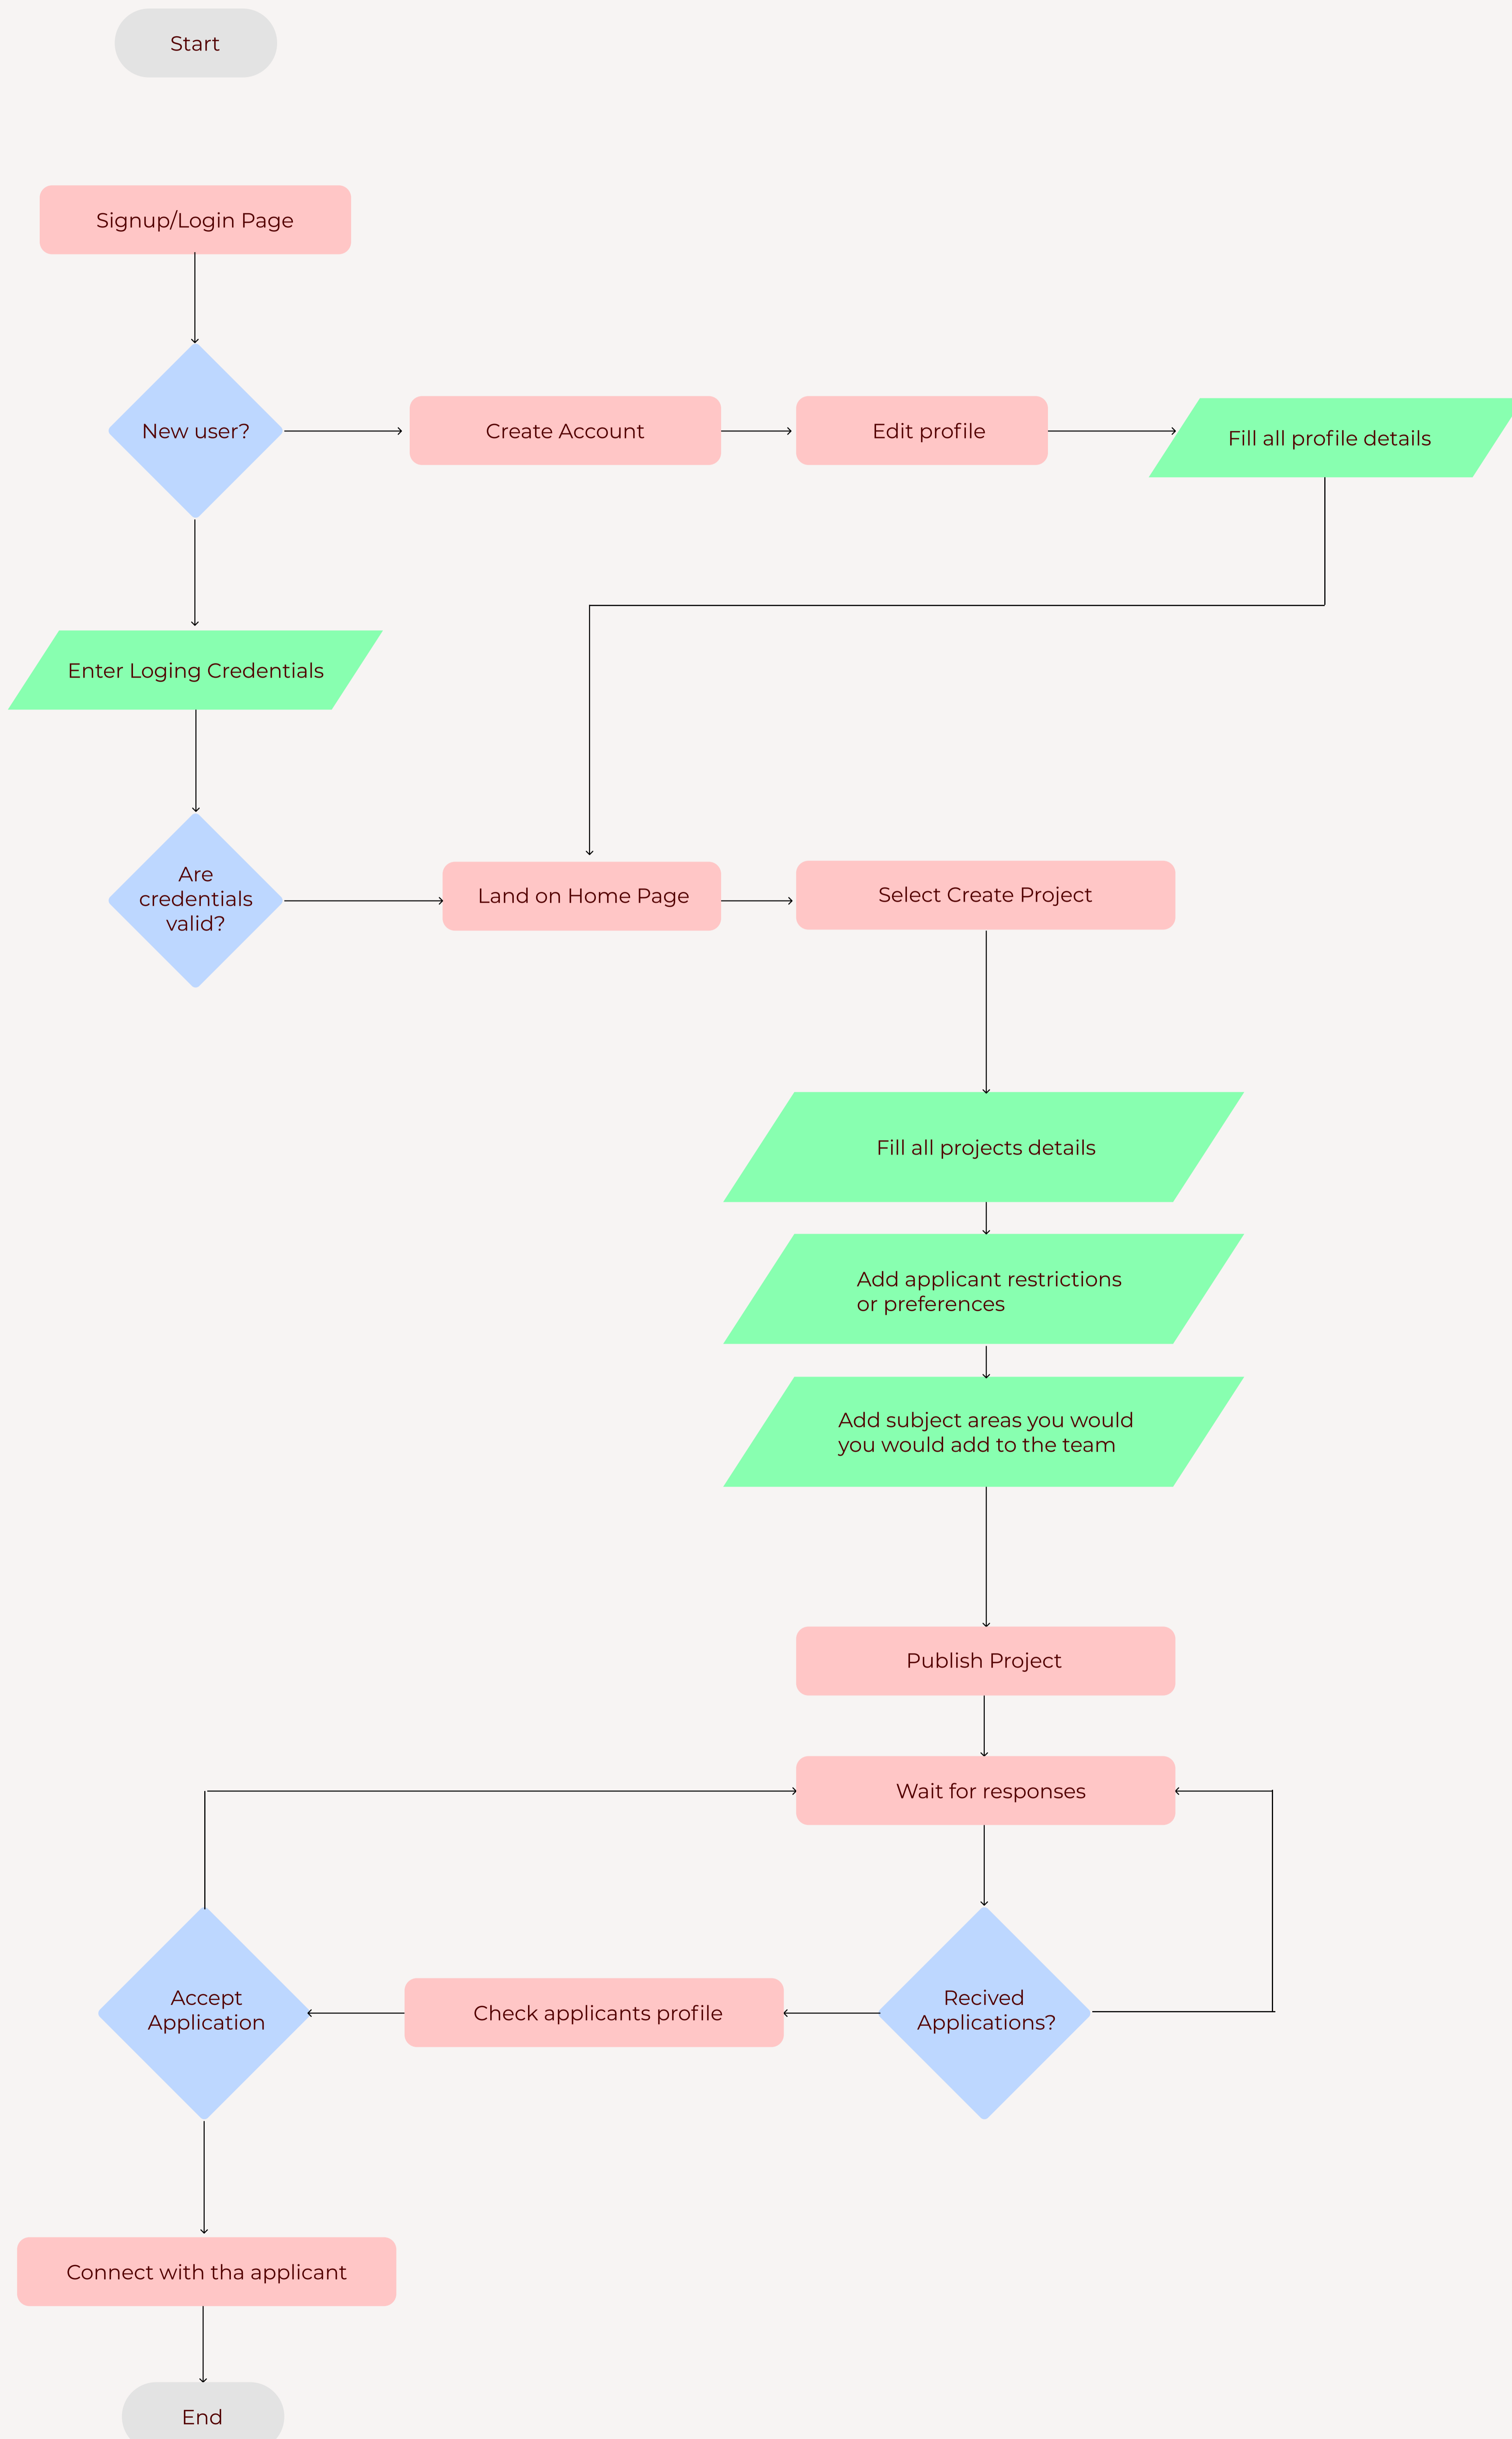 Start
Signup/Login Page
New user?
Create Account
Edit profile
Fill all profile details
Enter Loging Credentials
Are
credentials
valid?
Land on Home Page
Select Create Project
Fill all projects details
Add applicant restrictions
or preferences
Add subject areas you would
you would add to the team
Publish Project
Wait for responses
Accept
Application
Check applicants profile
Recived
Applications?
Connect with tha applicant
End